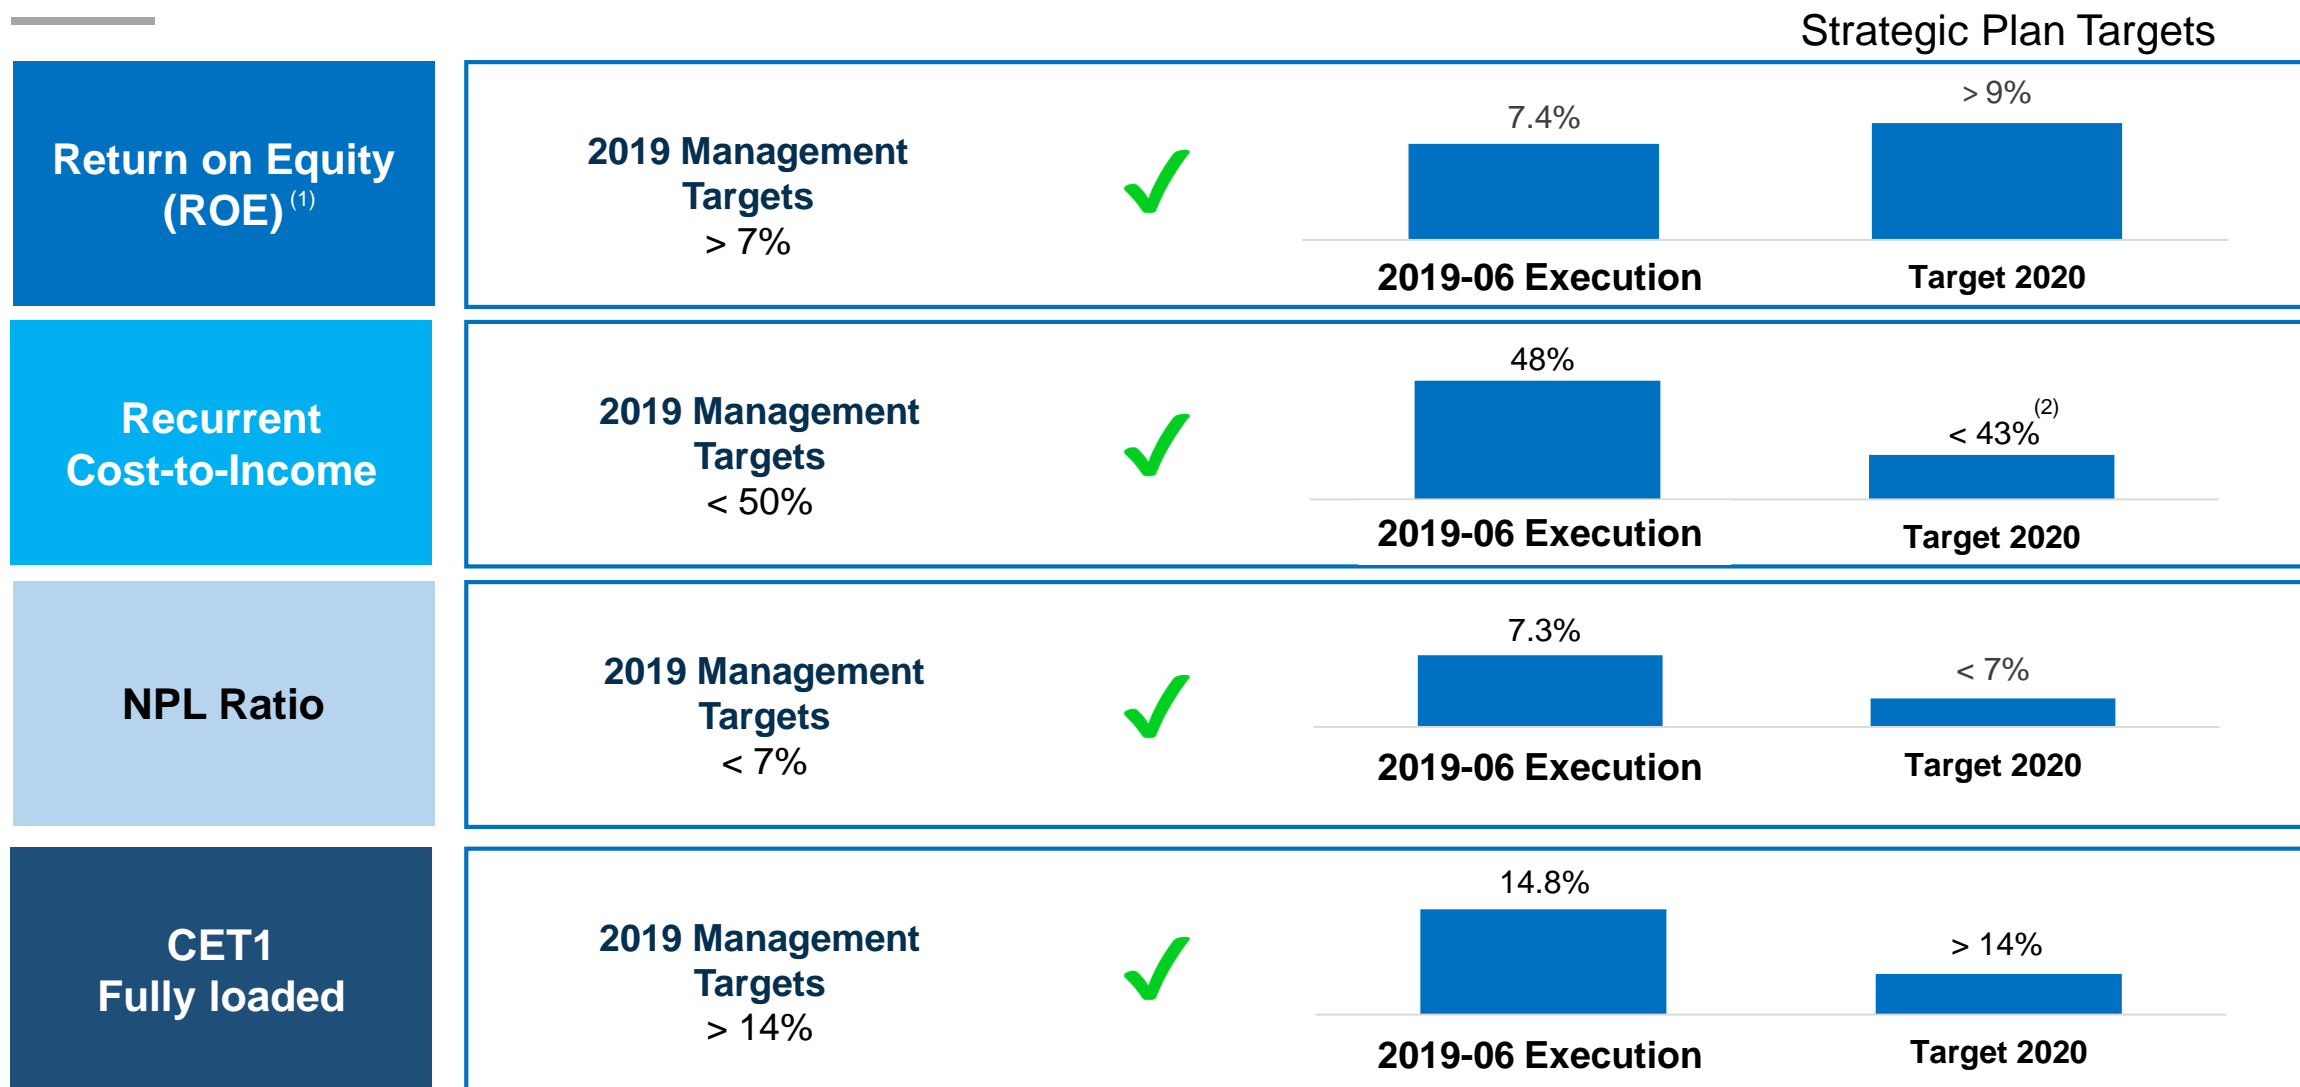 Strategic Plan Targets
Return on Equity
(ROE) (1)
2019 Management
Targets
> 7%
7.4%
> 9%
2019-06 Execution
Target 2020
Recurrent
Cost-to-Income
2019 Management
Targets
< 50%
48%
< 43% (2)
2019-06 Execution
Target 2020
NPL Ratio
2019 Management
Targets
< 7%
7.3%
< 7%
2019-06 Execution
Target 2020
CET1
Fully loaded
2019 Management
Targets
> 14%
14.8%
> 14%
2019-06 Execution
Target 2020